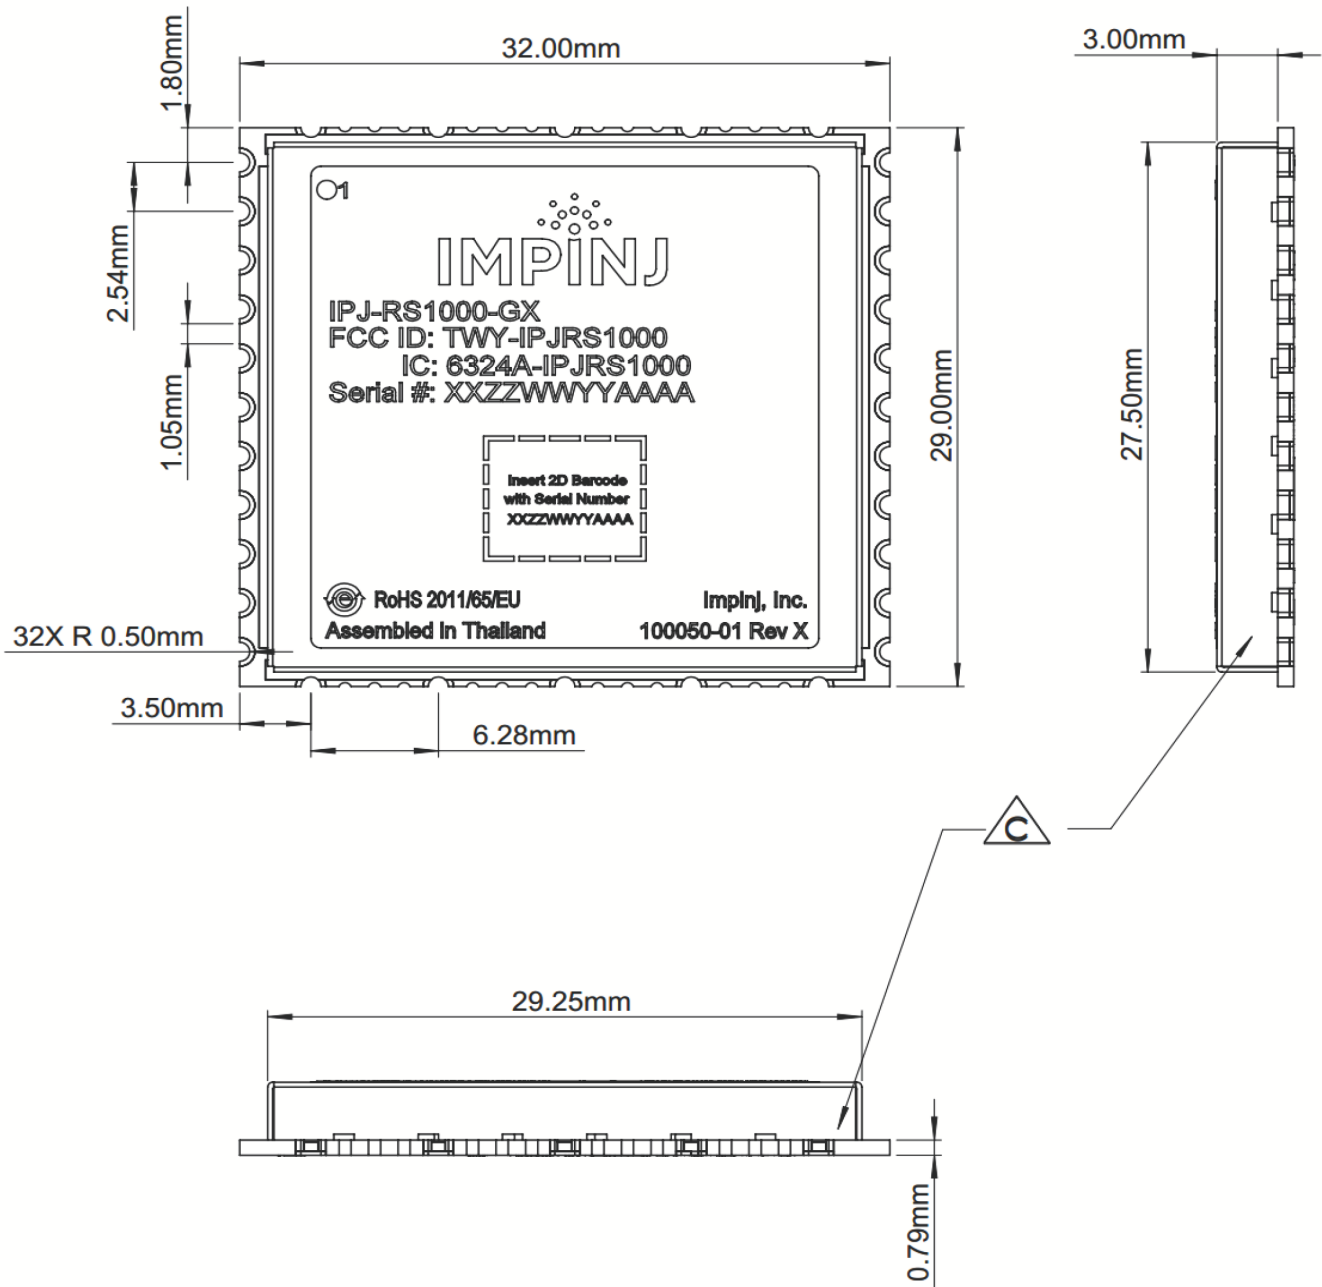 32.00mm
3.00mm
1.80mm
2.54mm
1.05mm
1
IMPINJ
IPJ-RS1000-GX
FCC ID: TWY-IPJRS1000
IC: 6324A-IPJRS1000
Serial #: XXZZWWYYAAAA
Insert 2D Barcode
with Serial Number
XXZZWWYYAAAA
e RoHS 2011/65/EU
Impinj, Inc.
Assembled in Thailand
100050-01 Rev X
29.00mm
27.50mm
32X R 0.50mm
3.50mm
6.28mm
C
29.25mm
0.79mm